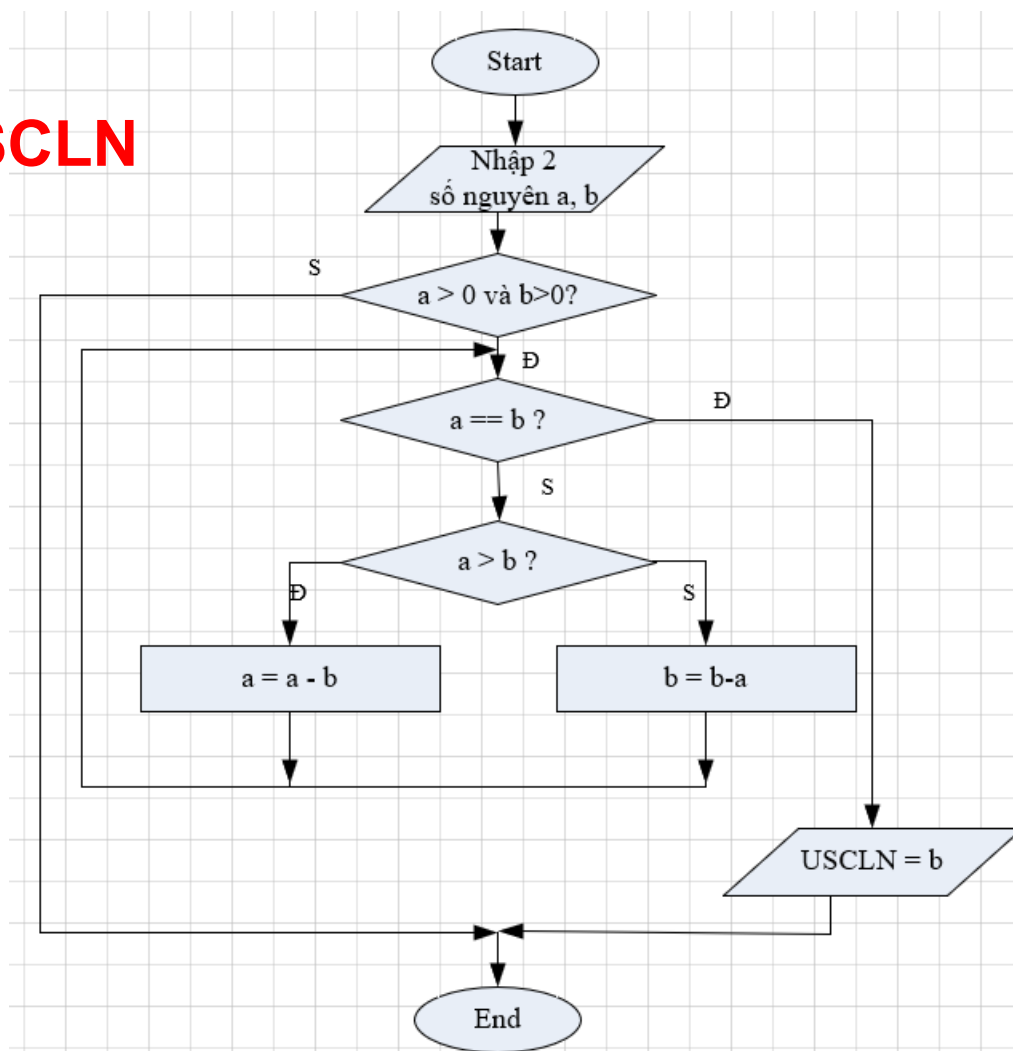 Start
SCLN
Nhập 2
số nguyên a, b
S
a > 0 và b>0?
Đ
a == b ?
Đ
S
a > b ?
Đ
S
a = a - b
b = b-a
USCLN = b
End